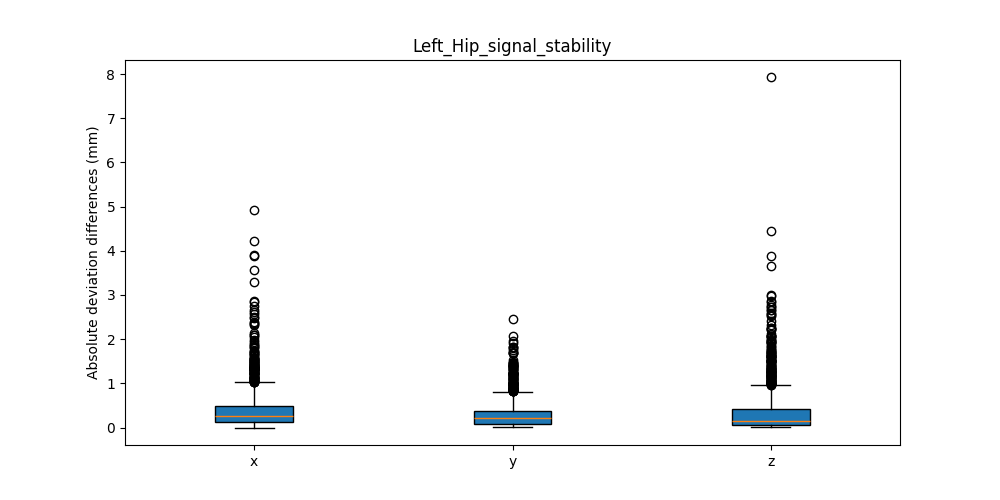 Left_Hip_signal_stability
Absolute deviation differences (mm)
8
7
6
5
4
3
2
1
0
x
y
z